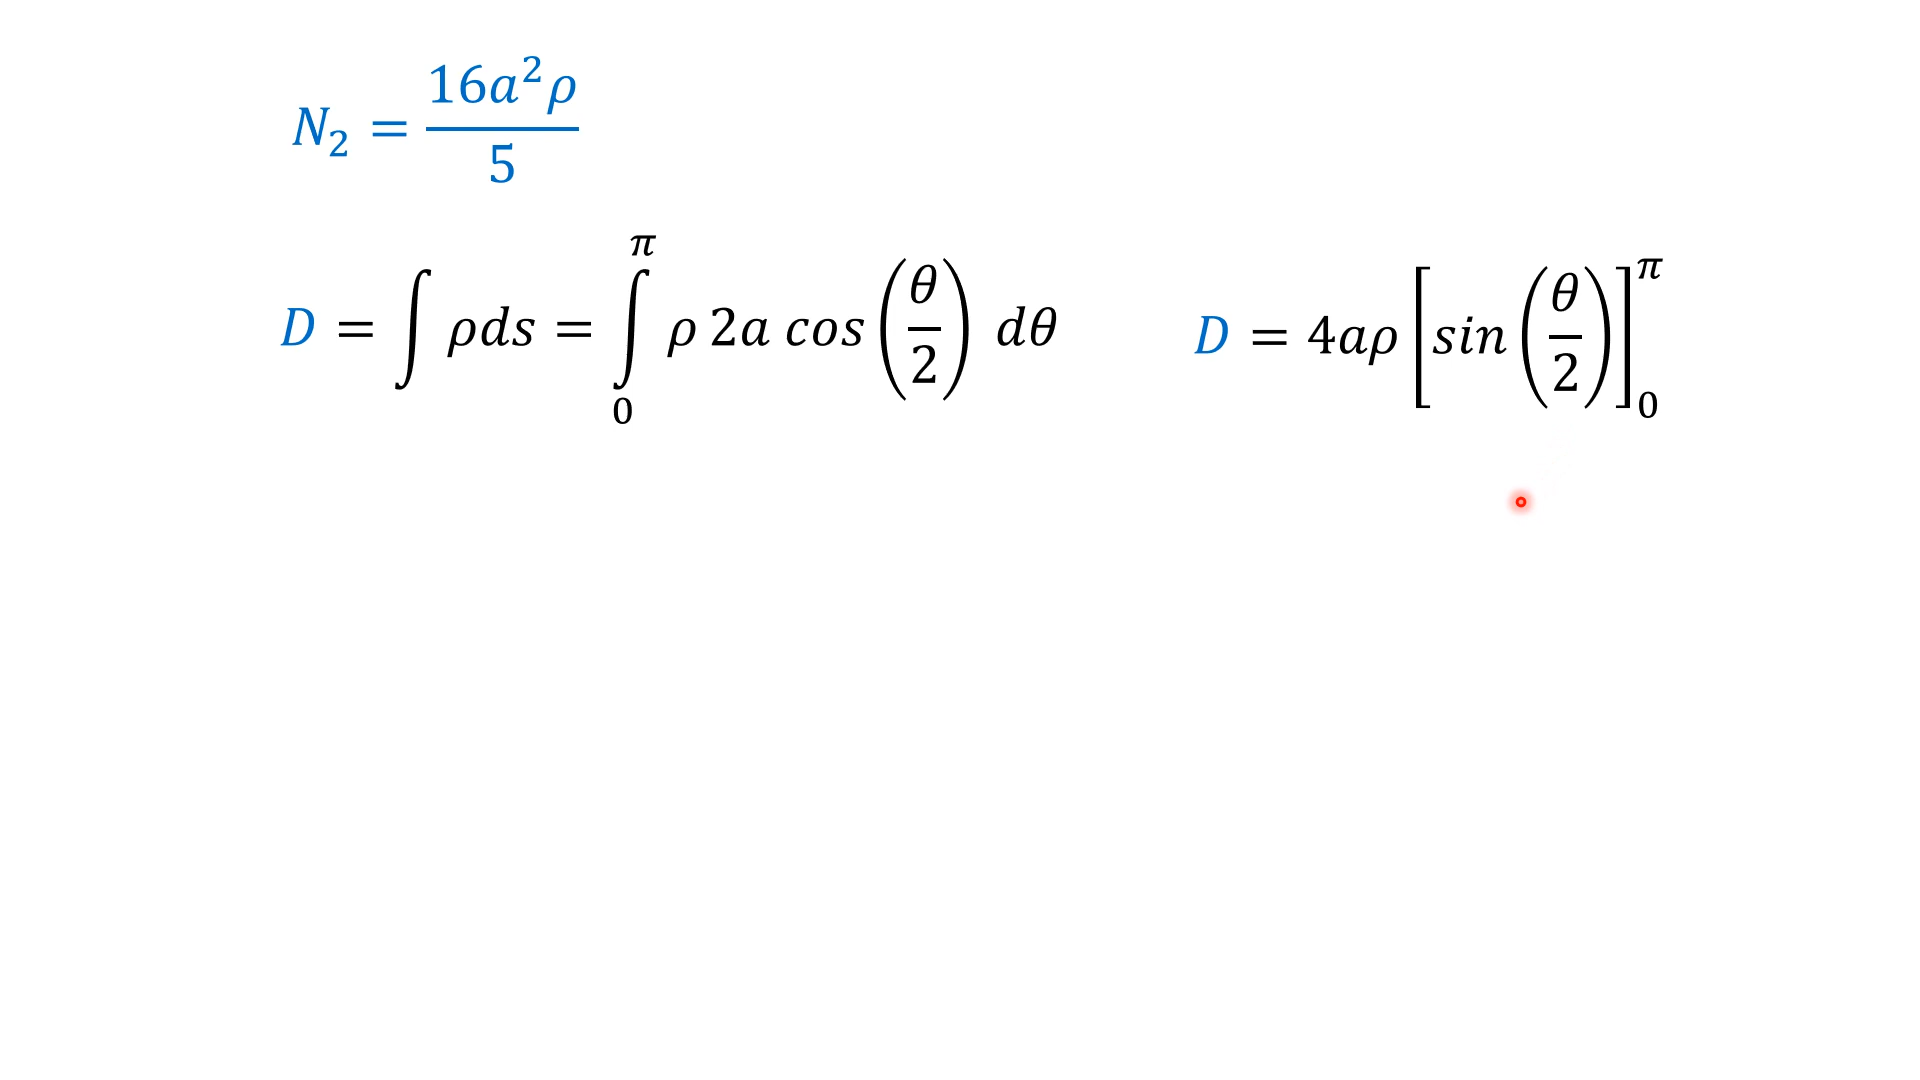 N₂ = 16a²ρ / 5
D = ∫ ρds = ∫₀^π ρ 2a cos(θ/2) dθ
D = 4aρ [sin(θ/2)]₀^π